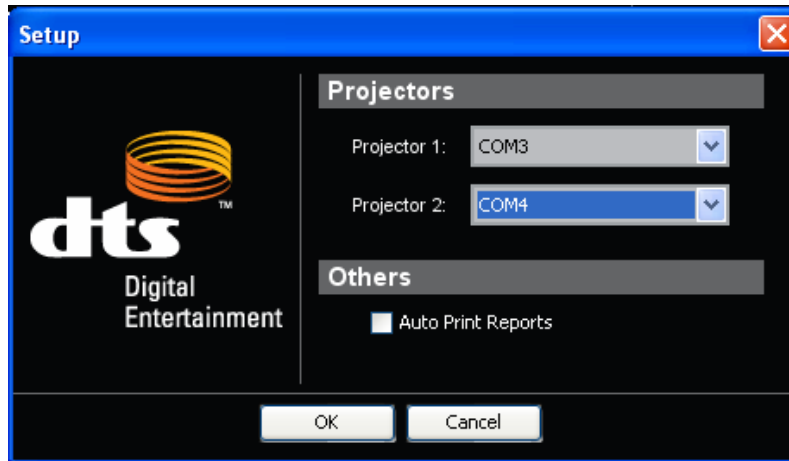 Setup
dts
TM
Digital
Entertainment
Projectors
Projector 1: COM3
Projector 2: COM4
Others
Auto Print Reports
OK Cancel